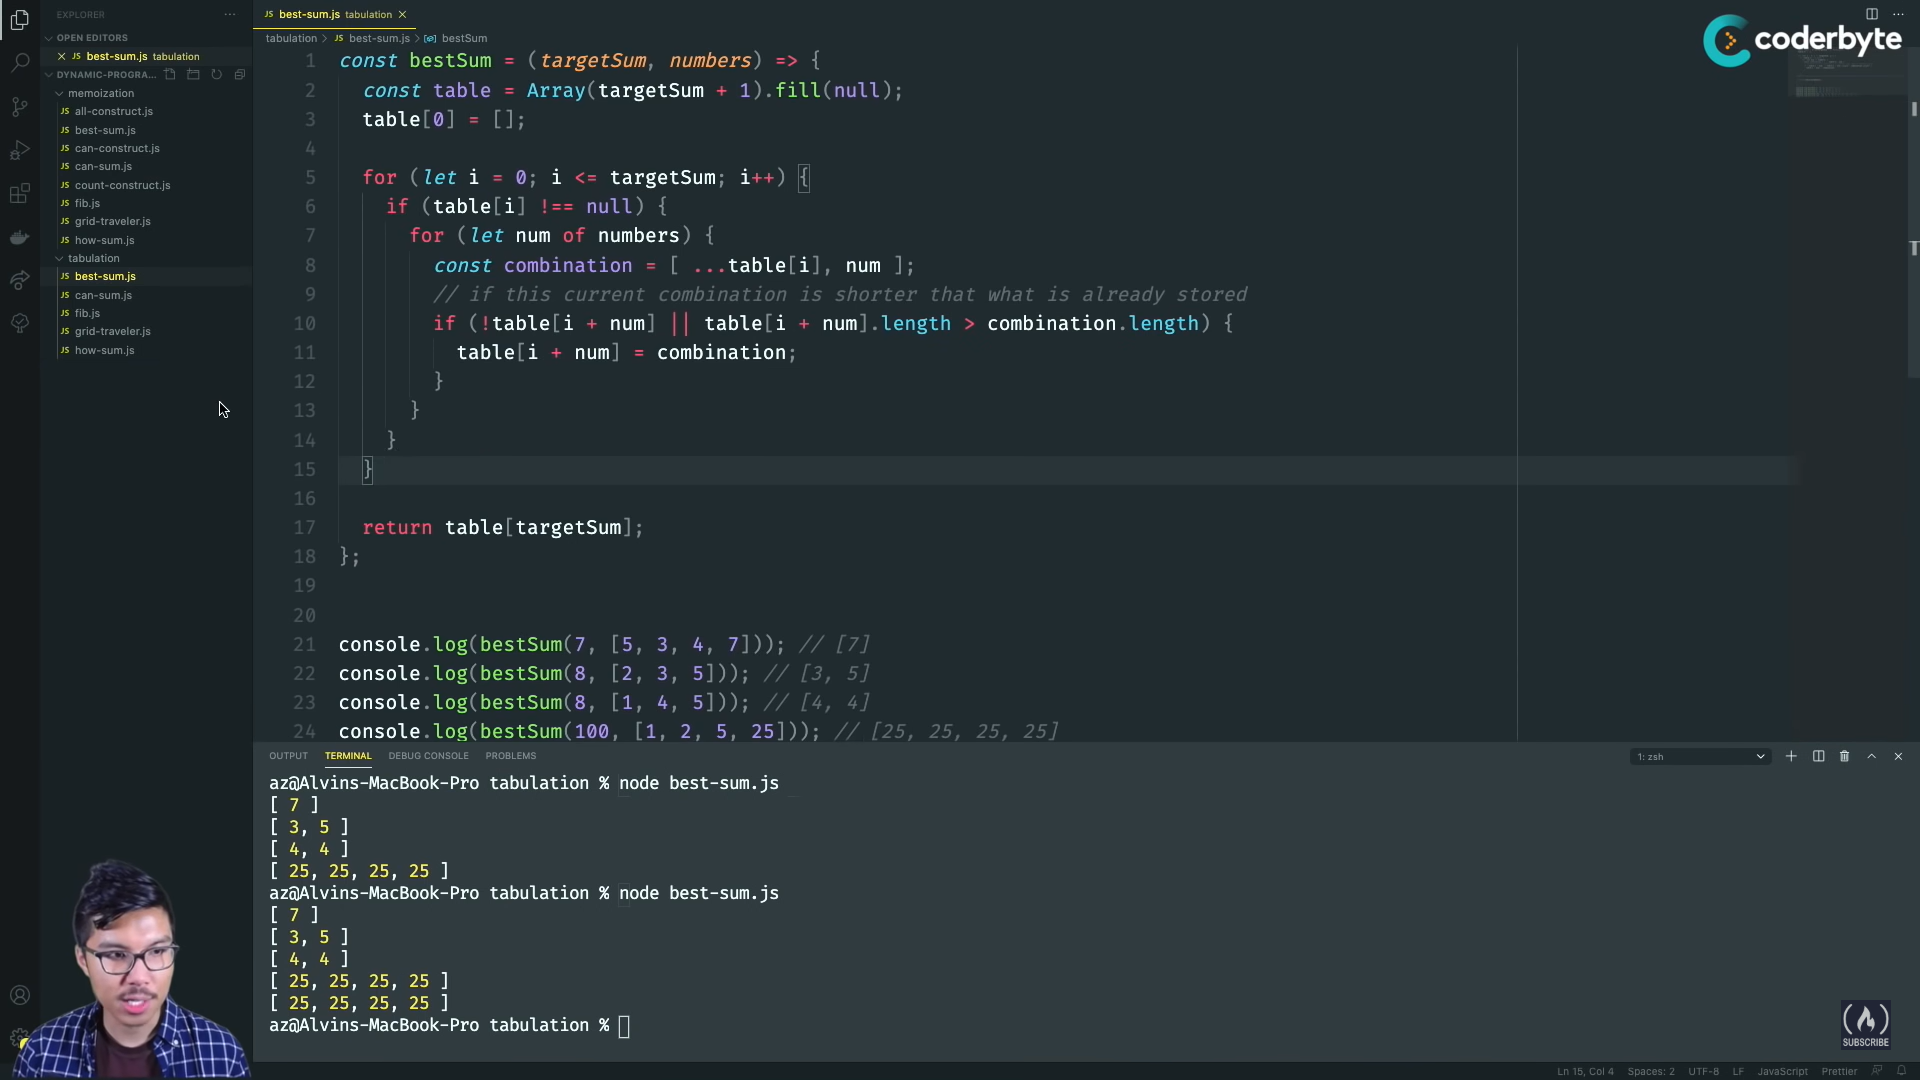 EXPLORER
OPEN EDITORS
JS best-sum.js tabulation
DYNAMIC-PROGRA...
memoization
JS all-construct.js
JS best-sum.js
JS can-construct.js
JS can-sum.js
JS count-construct.js
JS fib.js
JS grid-traveler.js
JS how-sum.js
tabulation
JS best-sum.js
JS can-sum.js
JS fib.js
JS grid-traveler.js
JS how-sum.js
JS best-sum.js tabulation
tabulation > JS best-sum.js > bestSum
coderbyte
1 const bestSum = (targetSum, numbers) => {
2 const table = Array(targetSum + 1).fill(null);
3 table[0] = [];
4
5 for (let i = 0; i <= targetSum; i++) {
6 if (table[i] !== null) {
7 for (let num of numbers) {
8 const combination = [ ...table[i], num ];
9 // if this current combination is shorter that what is already stored
10 if (!table[i + num] || table[i + num].length > combination.length) {
11 table[i + num] = combination;
12 }
13 }
14 }
15 }
16
17 return table[targetSum];
18 };
19
20
21 console.log(bestSum(7, [5, 3, 4, 7])); // [7]
22 console.log(bestSum(8, [2, 3, 5])); // [3, 5]
23 console.log(bestSum(8, [1, 4, 5])); // [4, 4]
24 console.log(bestSum(100, [1, 2, 5, 25])); // [25, 25, 25, 25]
OUTPUT TERMINAL DEBUG CONSOLE PROBLEMS
1: zsh
az@Alvins-MacBook-Pro tabulation % node best-sum.js
[ 7 ]
[ 3, 5 ]
[ 4, 4 ]
[ 25, 25, 25, 25 ]
az@Alvins-MacBook-Pro tabulation % node best-sum.js
[ 7 ]
[ 3, 5 ]
[ 4, 4 ]
[ 25, 25, 25, 25 ]
[ 25, 25, 25, 25 ]
az@Alvins-MacBook-Pro tabulation %
SUBSCRIBE
Ln 15, Col 4 Spaces: 2 UTF-8 LF JavaScript Prettier